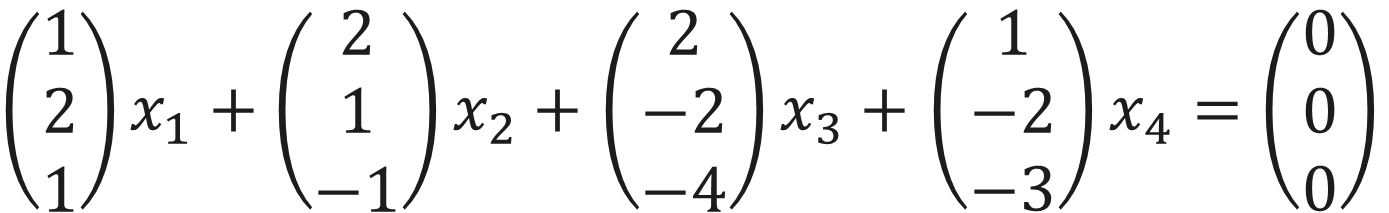 (1 2 1) x₁ + (2 1 −1) x₂ + (2 −2 −4) x₃ + (1 −2 −3) x₄ = (0 0 0)